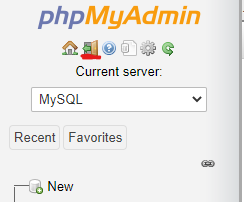 phpMyAdmin
Current server:
MySQL
Recent Favorites
New